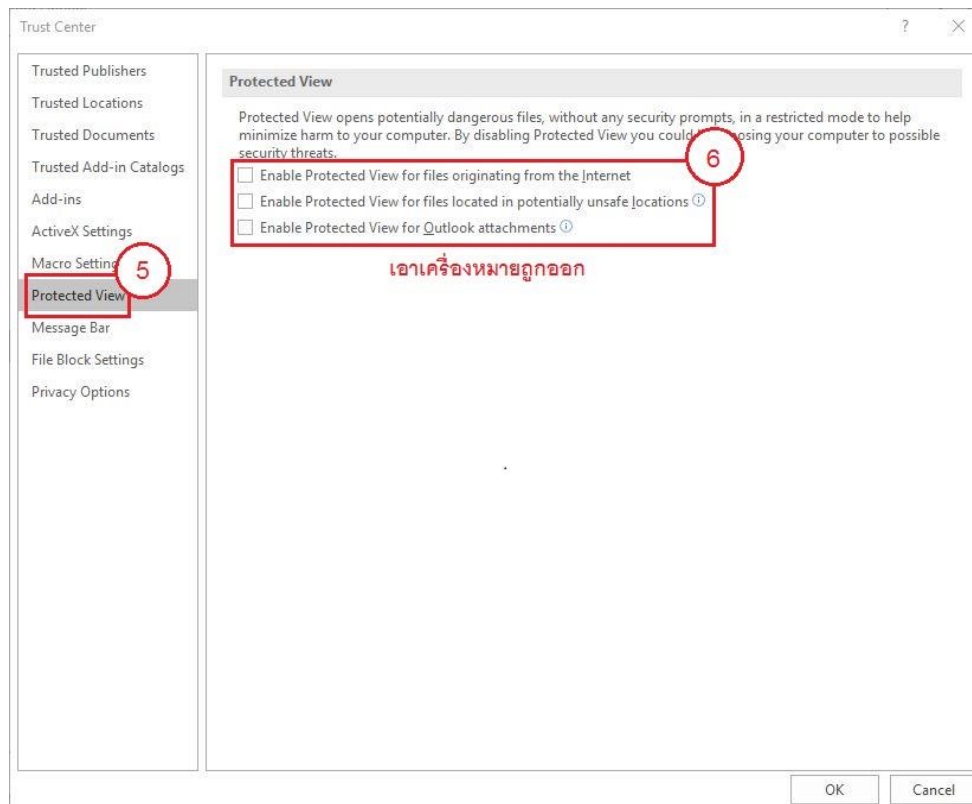 Trust Center
Trusted Publishers
Trusted Locations
Trusted Documents
Trusted Add-in Catalogs
Add-ins
ActiveX Settings
Macro Setting
5
Protected View
Message Bar
File Block Settings
Privacy Options
Protected View
Protected View opens potentially dangerous files, without any security prompts, in a restricted mode to help
minimize harm to your computer. By disabling Protected View you could your computer to possible
security threats.
6
Enable Protected View for files originating from the Internet
Enable Protected View for files located in potentially unsafe locations
Enable Protected View for Outlook attachments
เอาเครื่องหมายถูกออก
OK
Cancel